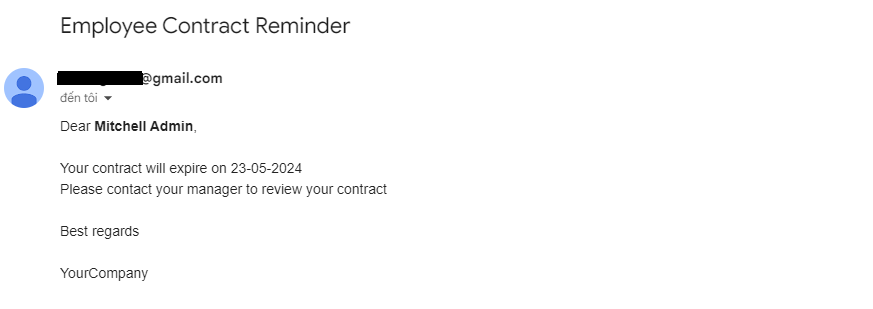 Employee Contract Reminder
@gmail.com
đến tôi
Dear Mitchell Admin,
Your contract will expire on 23-05-2024
Please contact your manager to review your contract
Best regards
YourCompany